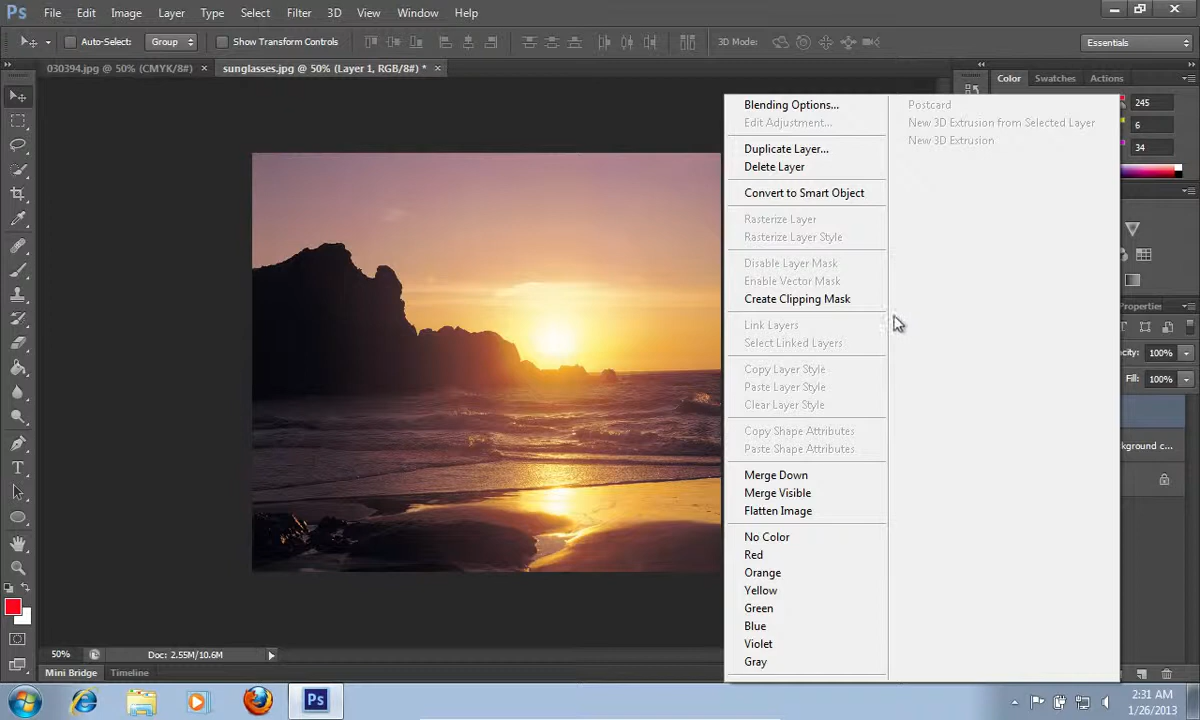 Ps File Edit Image Layer Type Select Filter 3D View Window Help
Auto-Select: Group Show Transform Controls 3D Mode: Essentials
030394.jpg @ 50% (CMYK/8#) × sunglasses.jpg @ 50% (Layer 1, RGB/8#) * ×
Color Swatches Actions
245
6
34
Blending Options...
Edit Adjustment...
Duplicate Layer...
Delete Layer
Convert to Smart Object
Rasterize Layer
Rasterize Layer Style
Disable Layer Mask
Enable Vector Mask
Create Clipping Mask
Link Layers
Select Linked Layers
Copy Layer Style
Paste Layer Style
Clear Layer Style
Copy Shape Attributes
Paste Shape Attributes
Merge Down
Merge Visible
Flatten Image
No Color
Red
Orange
Yellow
Green
Blue
Violet
Gray
Postcard
New 3D Extrusion from Selected Layer
New 3D Extrusion
Properties
T
acity: 100%
Fill: 100%
kground c...
T
50% Doc: 2.55M/10.6M
Mini Bridge Timeline
Ps
2:31 AM
1/26/2013